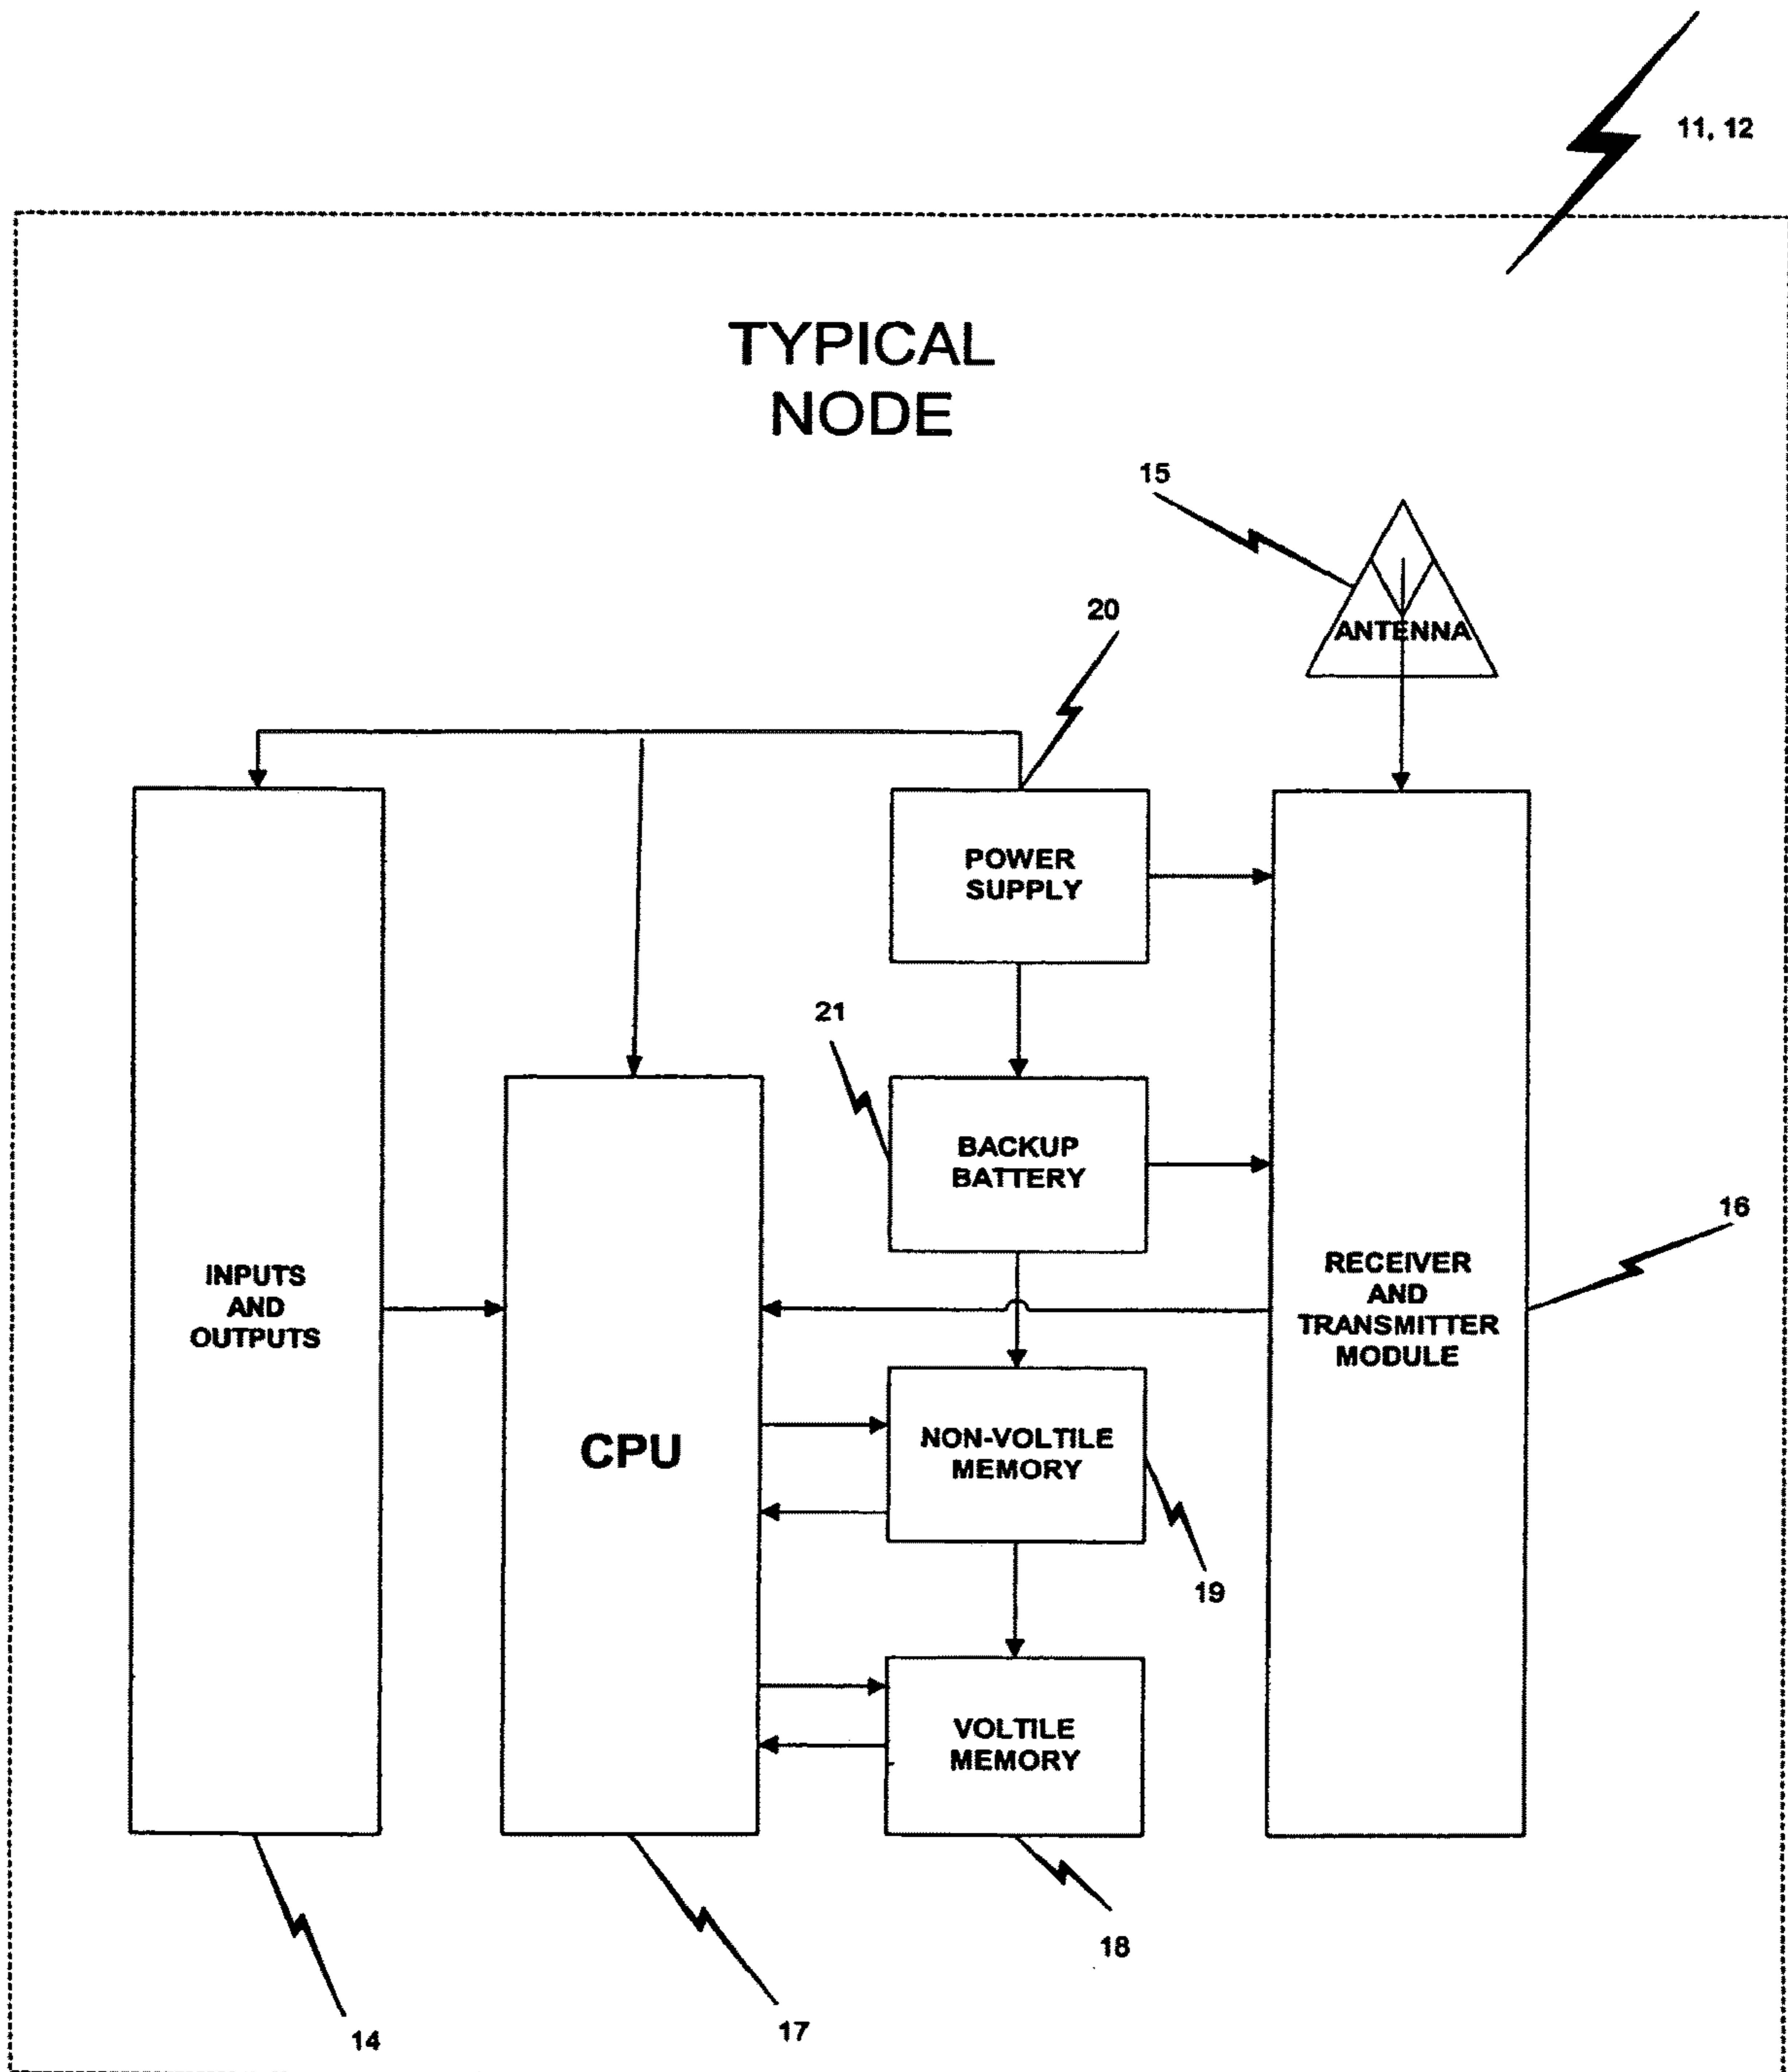 11, 12
TYPICAL
NODE
15
ANTENNA
20
POWER
SUPPLY
21
BACKUP
BATTERY
16
INPUTS
AND
OUTPUTS
RECEIVER
AND
TRANSMITTER
MODULE
CPU
NON-VOLTILE
MEMORY
19
VOLTILE
MEMORY
18
17
14